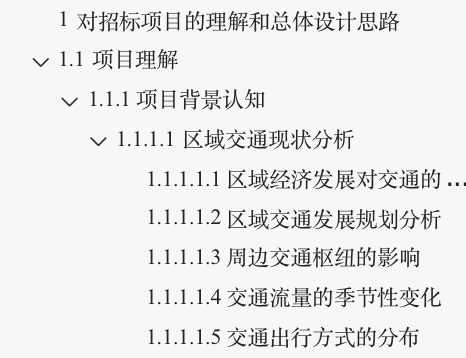 1 对招标项目的理解和总体设计思路
1.1 项目理解
1.1.1 项目背景认知
1.1.1.1 区域交通现状分析
1.1.1.1.1 区域经济发展对交通的 ...
1.1.1.1.2 区域交通发展规划分析
1.1.1.1.3 周边交通枢纽的影响
1.1.1.1.4 交通流量的季节性变化
1.1.1.1.5 交通出行方式的分布